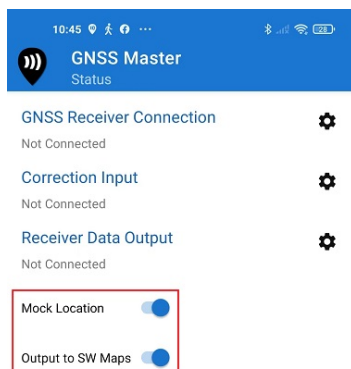 10:45
28
GNSS Master
Status
GNSS Receiver Connection
Not Connected
Correction Input
Not Connected
Receiver Data Output
Not Connected
Mock Location
Output to SW Maps